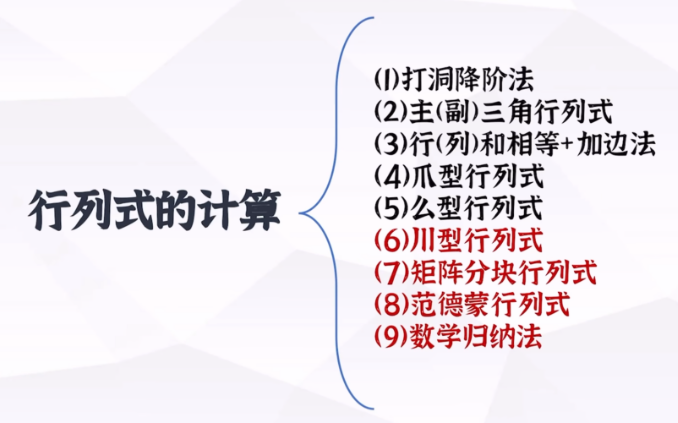 行列式的计算
(1)打洞降阶法
(2)主(副)三角行列式
(3)行(列)和相等+加边法
(4)爪型行列式
(5)么型行列式
(6)川型行列式
(7)矩阵分块行列式
(8)范德蒙行列式
(9)数学归纳法